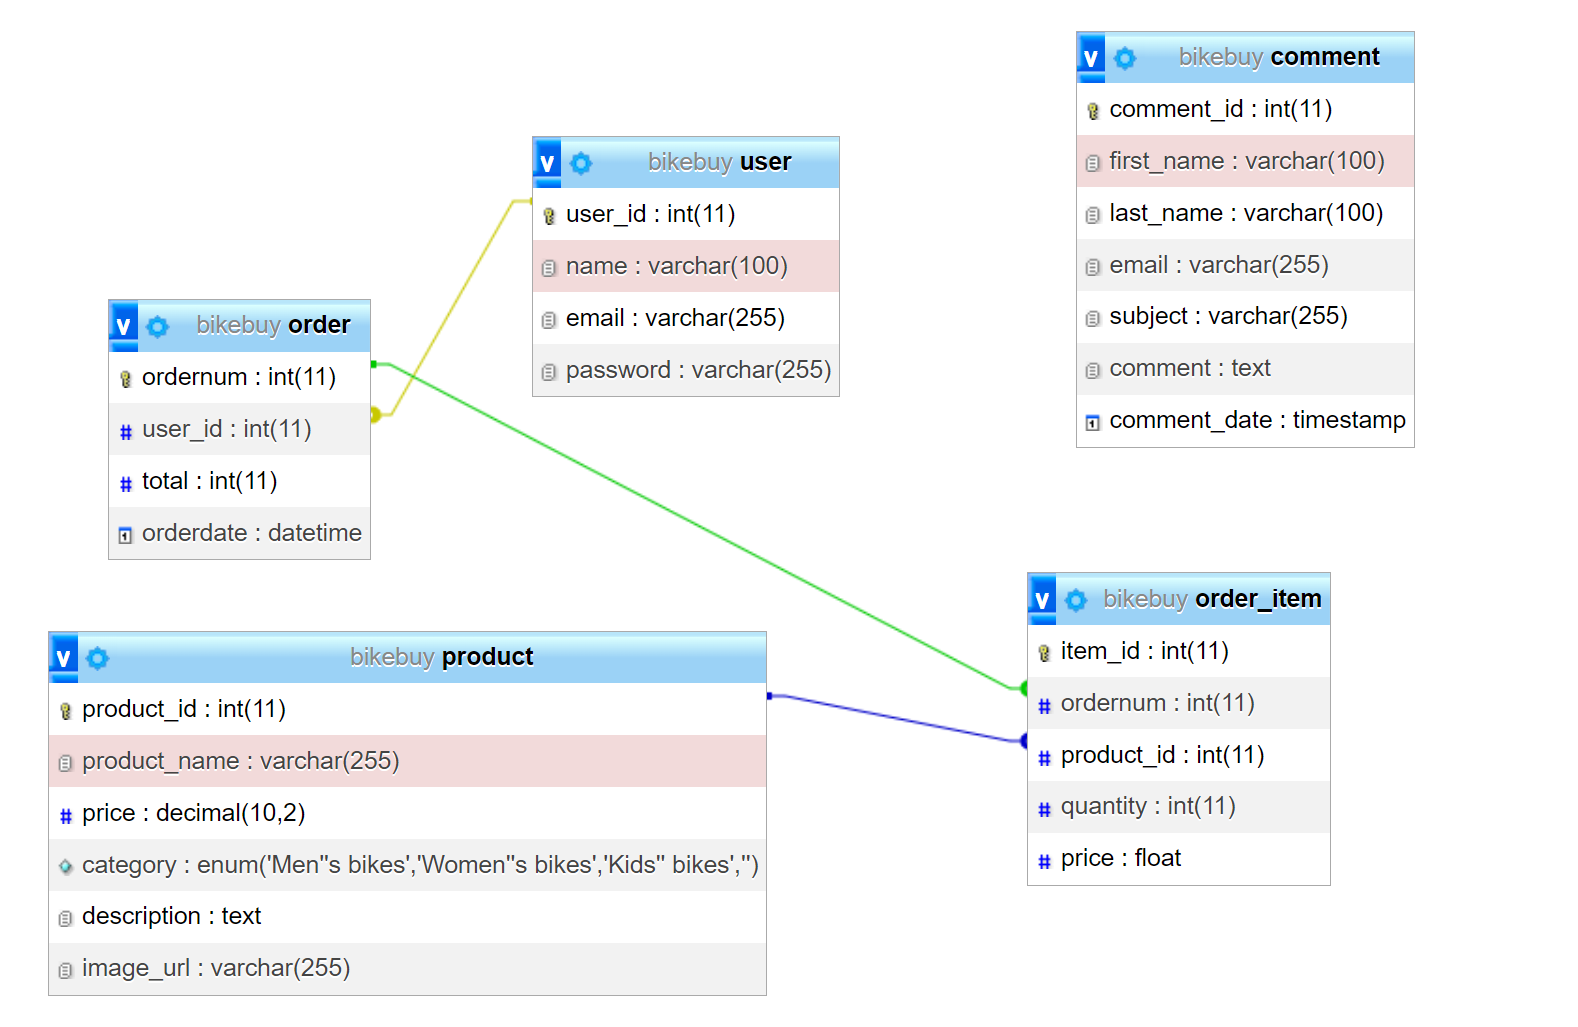 bikebuy comment
comment_id : int(11)
first_name : varchar(100)
last_name : varchar(100)
email : varchar(255)
subject : varchar(255)
comment : text
comment_date : timestamp
v
bikebuy user
user_id : int(11)
name : varchar(100)
email : varchar(255)
password : varchar(255)
v
bikebuy order
ordernum : int(11)
# user_id : int(11)
# total : int(11)
orderdate : datetime
v
bikebuy order_item
item_id : int(11)
# ordernum : int(11)
# product_id : int(11)
# quantity : int(11)
# price : float
v
bikebuy product
product_id : int(11)
product_name : varchar(255)
# price : decimal(10,2)
category : enum('Men''s bikes','Women''s bikes','Kids'' bikes','')
description : text
image_url : varchar(255)
v